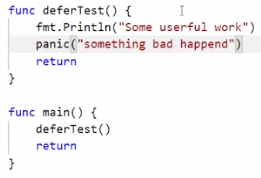 func deferTest() {
    fmt.Println("Some userful work")
    panic("something bad happend")
    return
}
func main() {
    deferTest()
    return
}